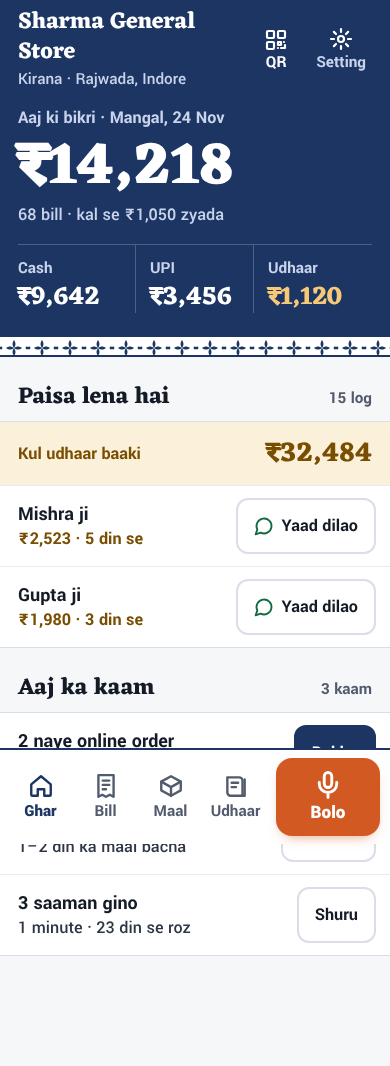 Sharma General
Store
Kirana · Rajwada, Indore
QR
Setting
Aaj ki bikri · Mangal, 24 Nov
₹14,218
68 bill · kal se ₹1,050 zyada
Cash
UPI
Udhaar
₹9,642
₹3,456
₹1,120
Paisa lena hai
15 log
Kul udhaar baaki
₹32,484
Mishra ji
₹2,523 · 5 din se
Yaad dilao
Gupta ji
₹1,980 · 3 din se
Yaad dilao
Aaj ka kaam
3 kaam
2 naye online order
Ghar
Bill
Maal
Udhaar
Bolo
1–2 din ka maal bacha
3 saaman gino
1 minute · 23 din se roz
Shuru